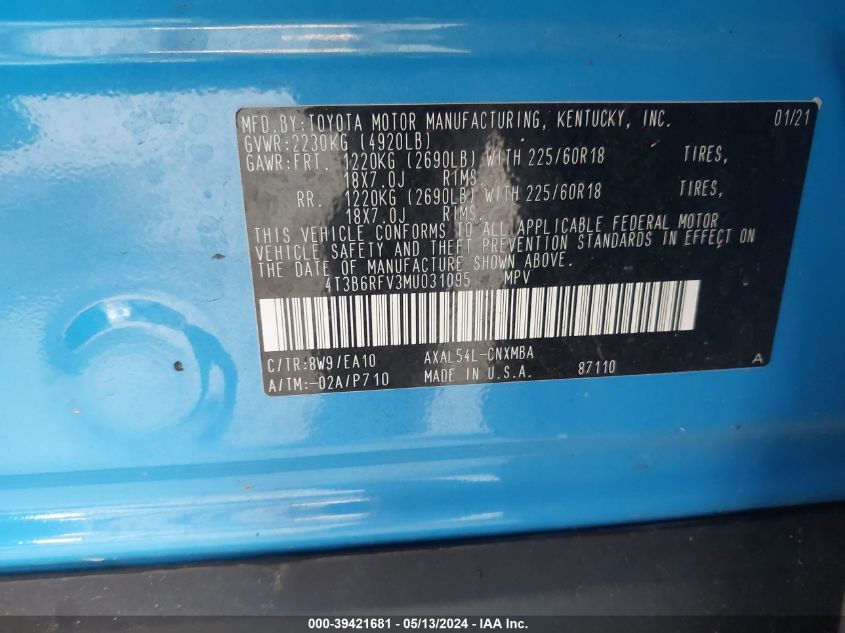 MFD.BY:TOYOTA MOTOR MANUFACTURING, KENTUCKY, INC. 01/21
GVWR:2230KG (4920LB)
GAWR:FRT. 1220KG (2690LB) WITH 225/60R18 TIRES,
18X7.0J RIMS,
RR. 1220KG (2690LB) WITH 225/60R18 TIRES,
18X7.0J RIMS,
THIS VEHICLE CONFORMS TO ALL APPLICABLE FEDERAL MOTOR
VEHICLE SAFETY AND THEFT PREVENTION STANDARDS IN EFFECT ON
THE DATE OF MANUFACTURE SHOWN ABOVE.
4T3B6RFV3MU031095 MPV
C/TR:8W9/EA10 AXAL54L-CNXMBA
A/TM:-02A/P710 MADE IN U.S.A. 87110 A
000-39421681 - 05/13/2024 - IAA Inc.